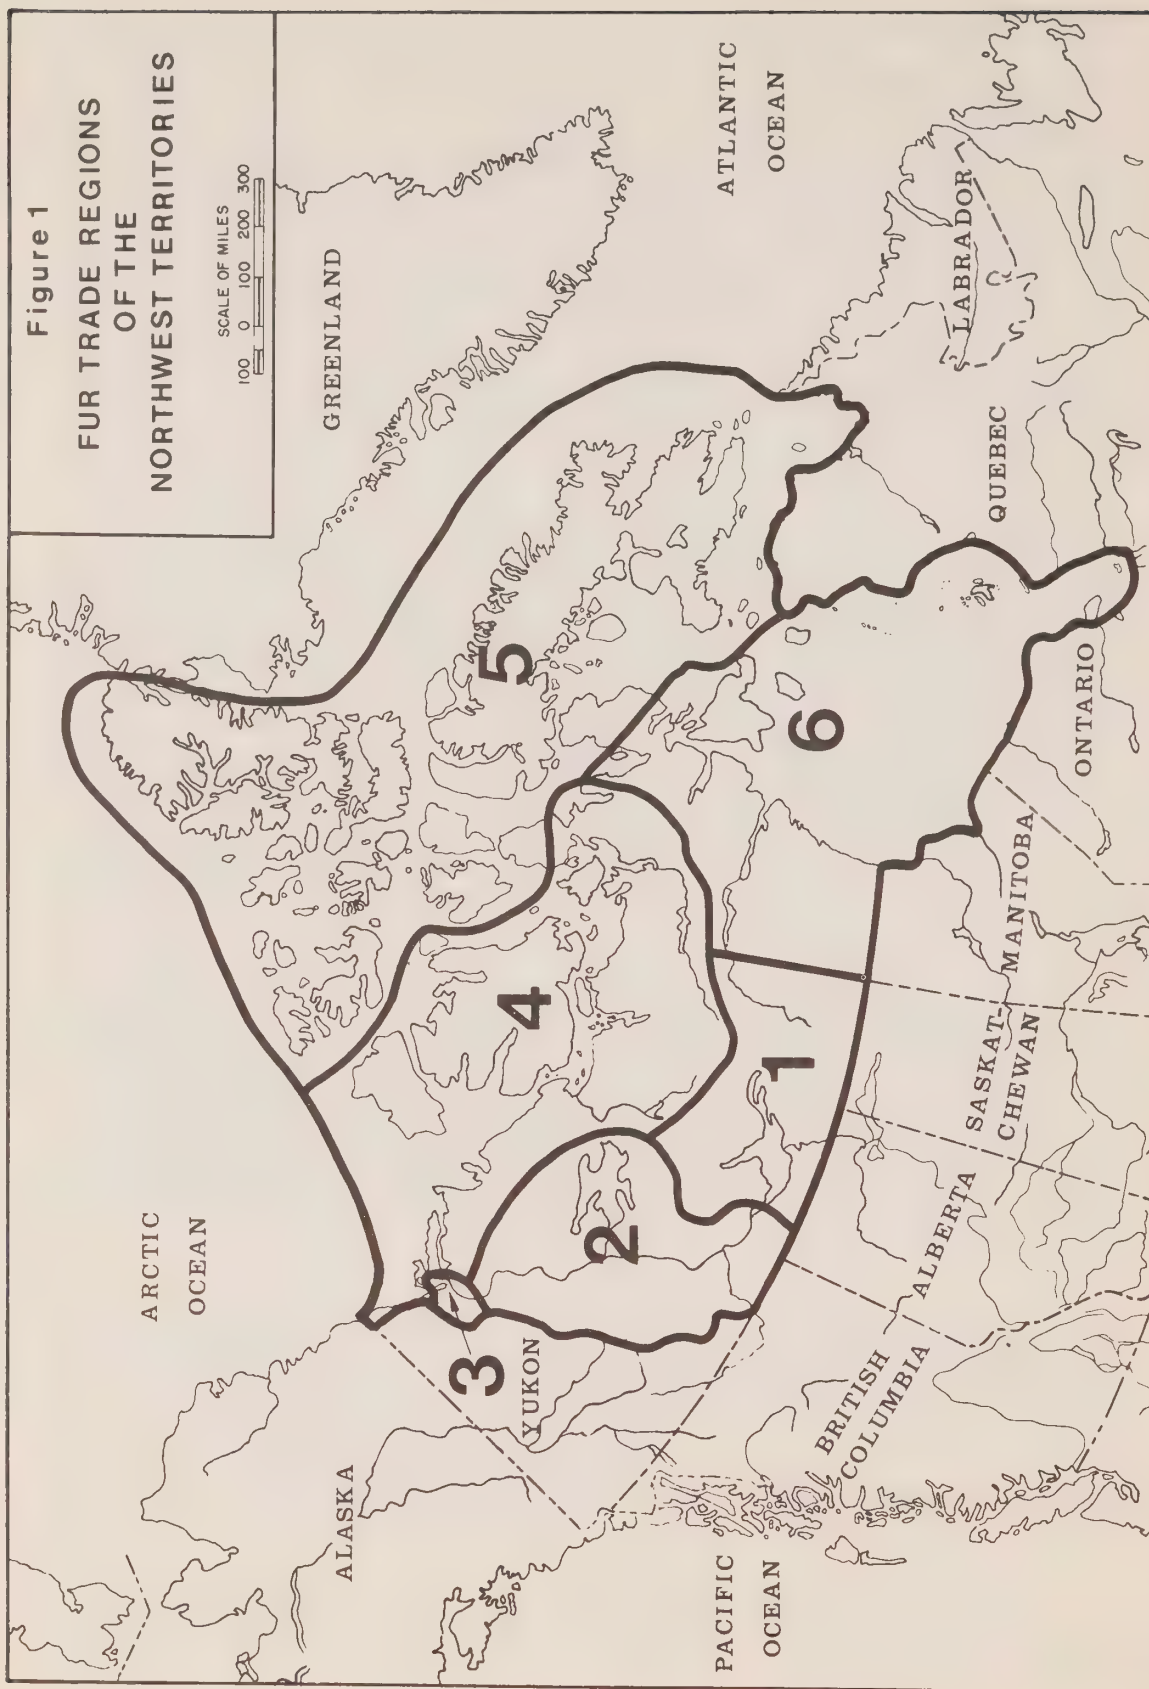 Figure 1
FUR TRADE REGIONS
OF THE
NORTHWEST TERRITORIES
SCALE OF MILES
100 0 100 200 300
GREENLAND
ARCTIC
OCEAN
ATLANTIC
OCEAN
ALASKA
YUKON
3
2
4
5
1
6
LABRADOR
QUEBEC
ONTARIO
MANITOBA
SASKAT-
CHEWAN
ALBERTA
BRITISH
COLUMBIA
PACIFIC
OCEAN